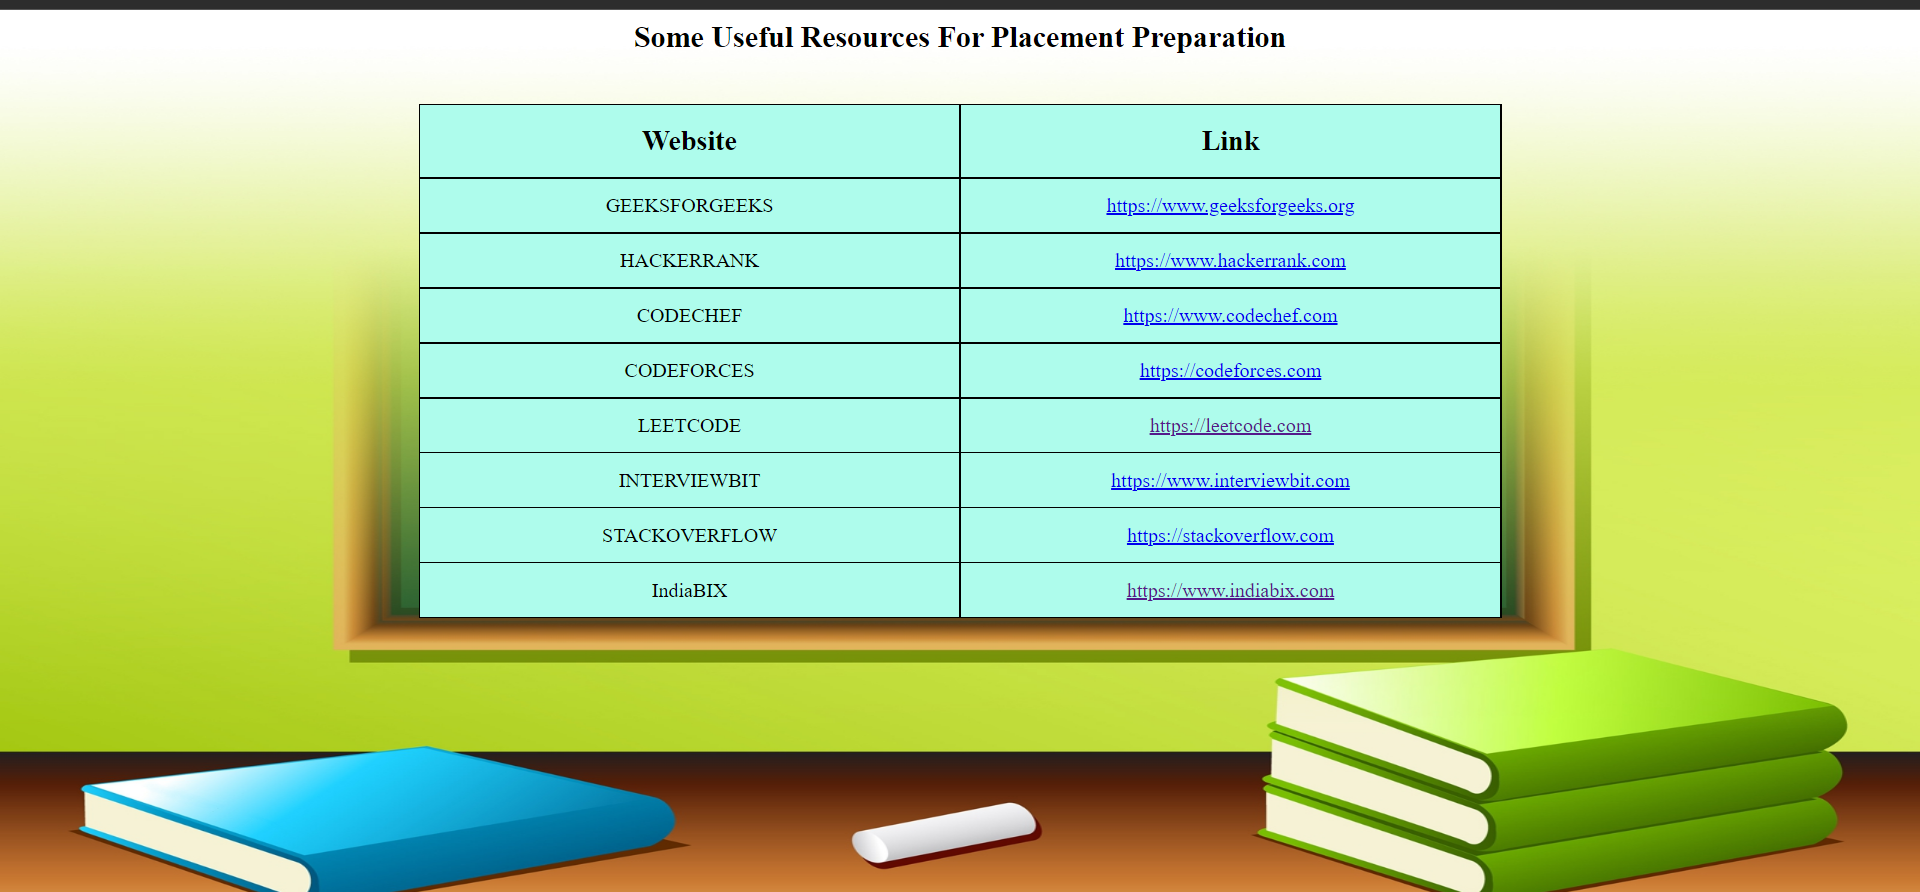 Some Useful Resources For Placement Preparation
Website Link
GEEKSFORGEEKS https://www.geeksforgeeks.org
HACKERRANK https://www.hackerrank.com
CODECHEF https://www.codechef.com
CODEFORCES https://codeforces.com
LEETCODE https://leetcode.com
INTERVIEWBIT https://www.interviewbit.com
STACKOVERFLOW https://stackoverflow.com
IndiaBIX https://www.indiabix.com